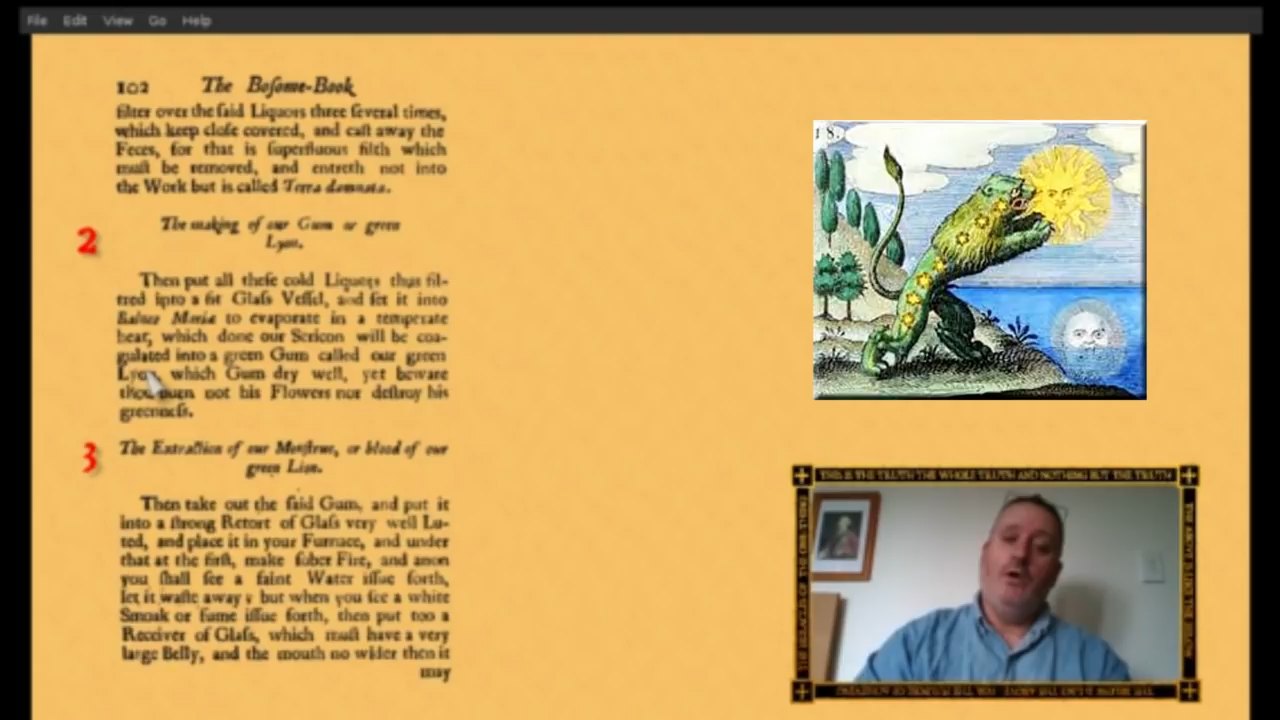 File Edit View Go Help
102 The Boſome-Book
filter over the ſaid Liquors three ſeveral times,
which keep cloſe covered, and caſt away the
Feces, for that is ſuperfluous filth which
muſt be removed, and entreth not into
the Work but is called Terra damnata.
2
The making of our Gum or green
Lyon.
Then put all theſe cold Liquors thus fil-
tred into a fit Glaſs Veſſel, and ſet it into
Balneo Mariæ to evaporate in a temperate
heat, which done our Sericon will be coa-
gulated into a green Gum called our green
Lyon, which Gum dry well, yet beware
thou burn not his Flowers nor deſtroy his
greenneſs.
3
The Extraction of our Menſtrue, or blood of our
green Lion.
Then take out the ſaid Gum, and put it
into a ſtrong Retort of Glaſs very well Lu-
ted, and place it in your Furnace, and under
that at the firſt, make ſober Fire, and anon
you ſhall ſee a faint Water iſſue forth,
let it waſte away; but when you ſee a white
Smoak or fume iſſue forth, then put too a
Receiver of Glaſs, which muſt have a very
large Belly, and the mouth no wider then it
may
18.
THIS IS THE TRUTH THE WHOLE TRUTH AND NOTHING BUT THE TRUTH